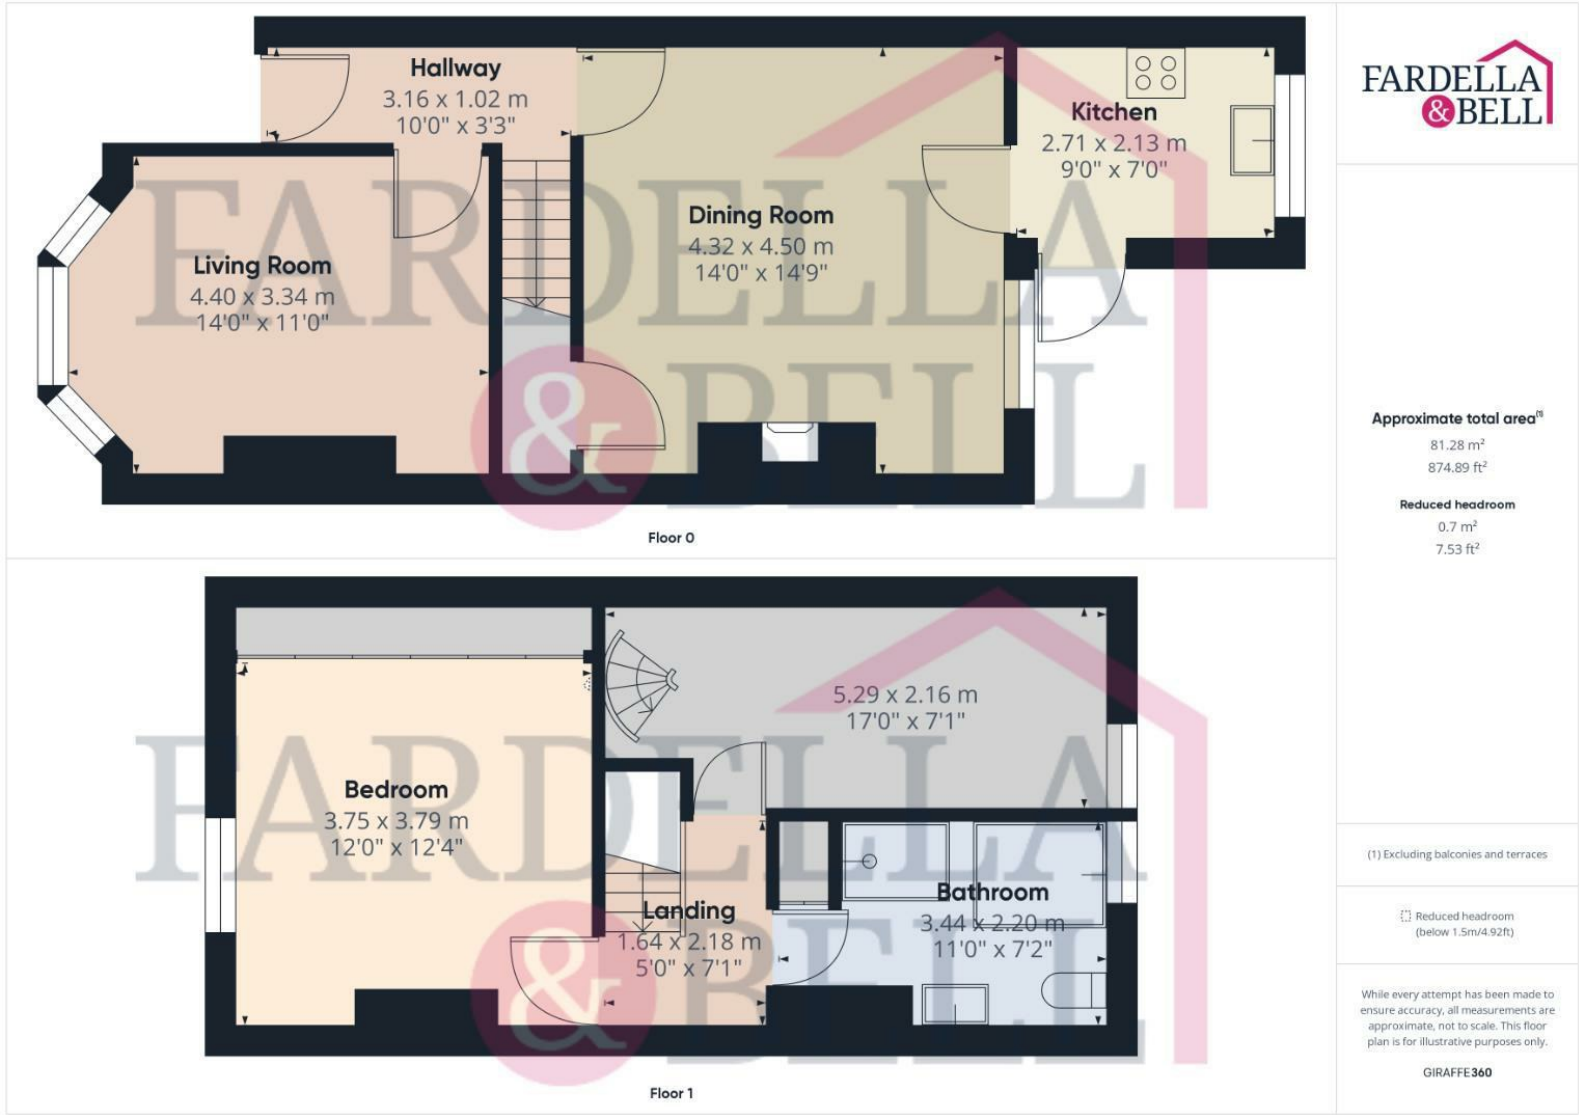 Hallway
3.16 x 1.02 m
10'0" x 3'3"
Kitchen
2.71 x 2.13 m
9'0" x 7'0"
Dining Room
4.32 x 4.50 m
14'0" x 14'9"
Living Room
4.40 x 3.34 m
14'0" x 11'0"
FARDELLA
& BELL
Floor 0
5.29 x 2.16 m
17'0" x 7'1"
Bedroom
3.75 x 3.79 m
12'0" x 12'4"
Landing
1.64 x 2.18 m
5'0" x 7'1"
Bathroom
3.44 x 2.20 m
11'0" x 7'2"
FARDELLA
& BELL
Floor 1
FARDELLA
& BELL
Approximate total area(1)
81.28 m²
874.89 ft²
Reduced headroom
0.7 m²
7.53 ft²
(1) Excluding balconies and terraces
Reduced headroom
(below 1.5m/4.92ft)
While every attempt has been made to
ensure accuracy, all measurements are
approximate, not to scale. This floor
plan is for illustrative purposes only.
GIRAFFE360